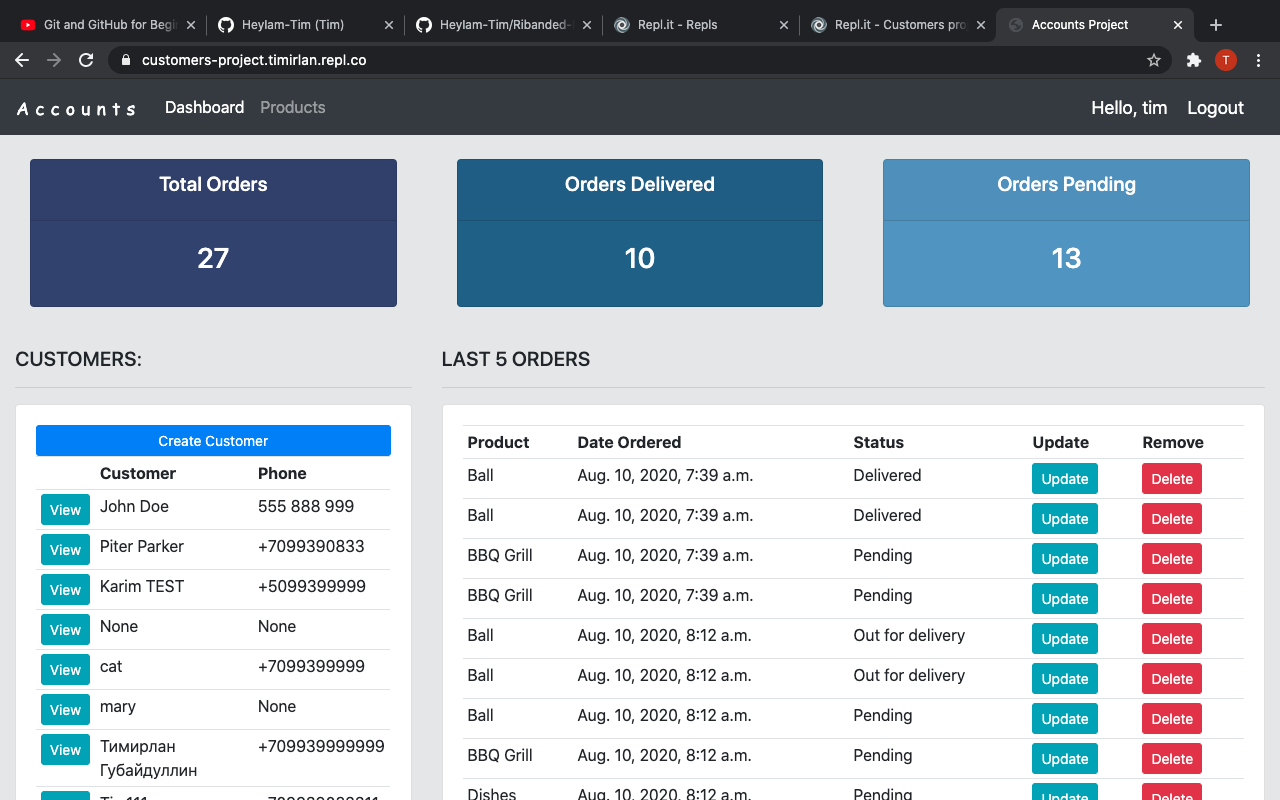 Git and GitHub for Begi
Heylam-Tim (Tim)
Heylam-Tim/Ribanded-
Repl.it - Repls
Repl.it - Customers pro
Accounts Project
customers-project.timirlan.repl.co
T
Accounts
Dashboard
Products
Hello, tim
Logout
Total Orders
27
Orders Delivered
10
Orders Pending
13
CUSTOMERS:
Create Customer
Customer Phone
View John Doe 555 888 999
View Piter Parker +7099390833
View Karim TEST +5099399999
View None None
View cat +7099399999
View mary None
View Тимирлан +709939999999
Губайдуллин
LAST 5 ORDERS
Product Date Ordered Status Update Remove
Ball Aug. 10, 2020, 7:39 a.m. Delivered Update Delete
Ball Aug. 10, 2020, 7:39 a.m. Delivered Update Delete
BBQ Grill Aug. 10, 2020, 7:39 a.m. Pending Update Delete
BBQ Grill Aug. 10, 2020, 7:39 a.m. Pending Update Delete
Ball Aug. 10, 2020, 8:12 a.m. Out for delivery Update Delete
Ball Aug. 10, 2020, 8:12 a.m. Out for delivery Update Delete
Ball Aug. 10, 2020, 8:12 a.m. Pending Update Delete
BBQ Grill Aug. 10, 2020, 8:12 a.m. Pending Update Delete
Dishes Aug. 10, 2020, 8:12 a.m. Pending Update Delete